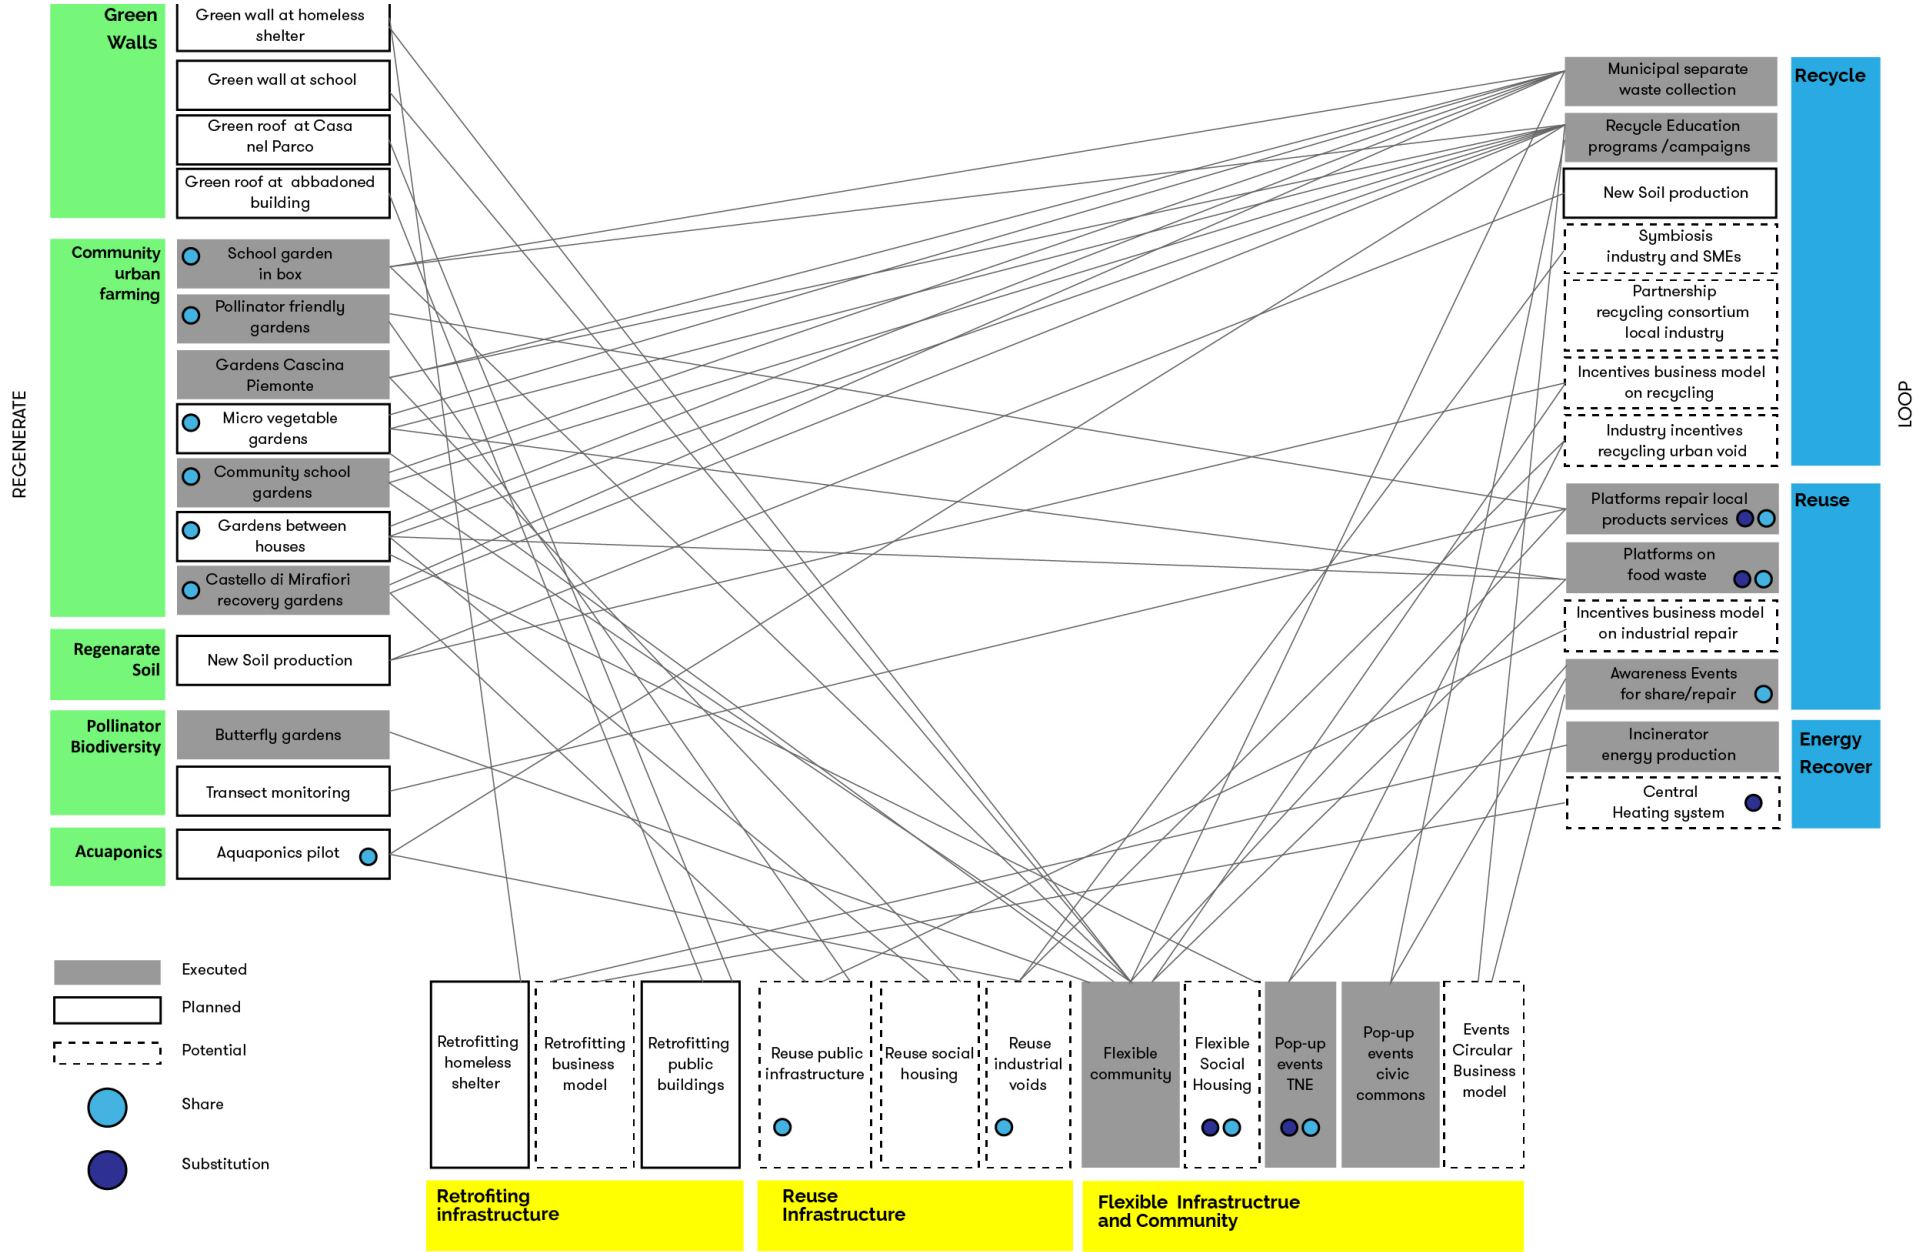 REGENERATE
Green
Walls
Green wall at homeless
shelter
Green wall at school
Green roof at Casa
nel Parco
Green roof at abbadoned
building
Community
urban
farming
School garden
in box
Pollinator friendly
gardens
Gardens Cascina
Piemonte
Micro vegetable
gardens
Community school
gardens
Gardens between
houses
Castello di Mirafiori
recovery gardens
Regenarate
Soil
New Soil production
Pollinator
Biodiversity
Butterfly gardens
Transect monitoring
Acuaponics
Aquaponics pilot
Municipal separate
waste collection
Recycle Education
programs /campaigns
New Soil production
Symbiosis
industry and SMEs
Partnership
recycling consortium
local industry
Incentives business model
on recycling
Industry incentives
recycling urban void
Recycle
Platforms repair local
products services
Platforms on
food waste
Incentives business model
on industrial repair
Awareness Events
for share/repair
Reuse
Incinerator
energy production
Central
Heating system
Energy
Recover
LOOP
Executed
Planned
Potential
Share
Substitution
Retrofitting
homeless
shelter
Retrofitting
business
model
Retrofitting
public
buildings
Reuse public
infrastructure
Reuse social
housing
Reuse
industrial
voids
Flexible
community
Flexible
Social
Housing
Pop-up
events
TNE
Pop-up
events
civic
commons
Events
Circular
Business
model
Retrofiting
infrastructure
Reuse
Infrastructure
Flexible Infrastructrue
and Community